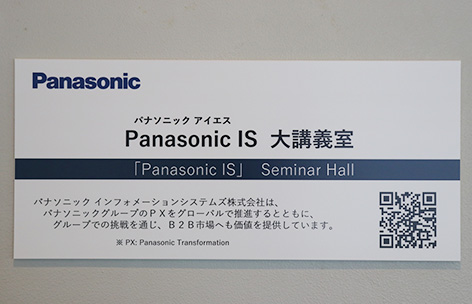 Panasonic
パナソニック アイエス
Panasonic IS 大講義室
「Panasonic IS」 Seminar Hall
パナソニック インフォメーションシステムズ株式会社は、
パナソニックグループのＰＸをグローバルで推進するとともに、
グループでの挑戦を通じ、Ｂ２Ｂ市場へも価値を提供しています。
※ PX: Panasonic Transformation